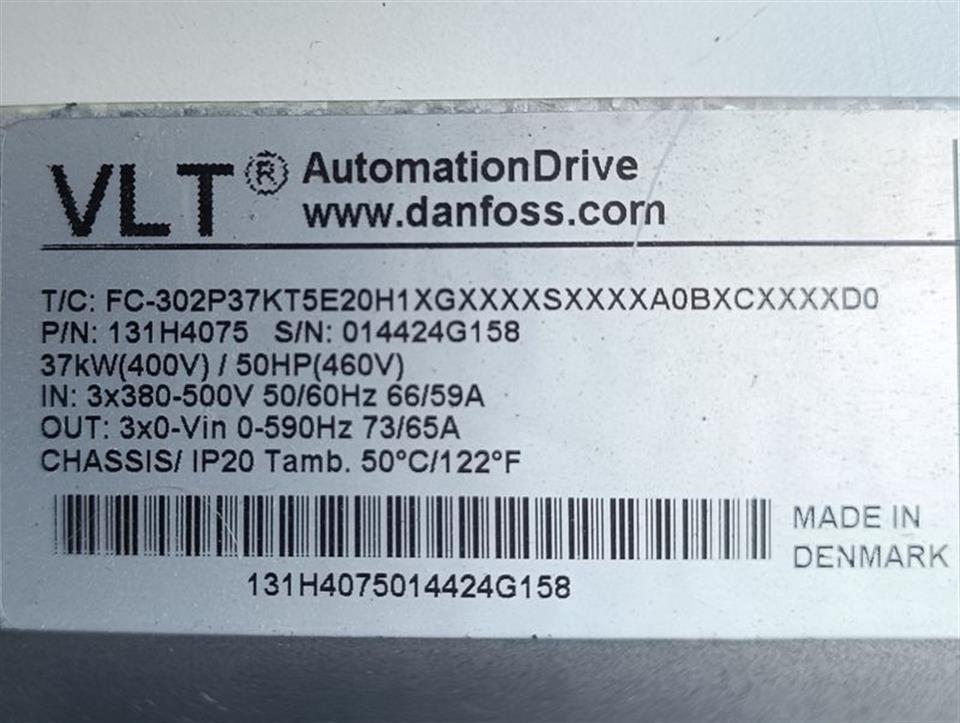 VLT® AutomationDrive
www.danfoss.com
T/C: FC-302P37KT5E20H1XGXXXXSXXXXA0BXCXXXXD0
P/N: 131H4075 S/N: 014424G158
37kW(400V) / 50HP(460V)
IN: 3x380-500V 50/60Hz 66/59A
OUT: 3x0-Vin 0-590Hz 73/65A
CHASSIS/ IP20 Tamb. 50°C/122°F
MADE IN
DENMARK
131H4075014424G158